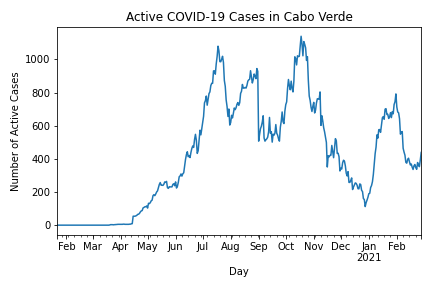 Active COVID-19 Cases in Cabo Verde
Number of Active Cases
1000
800
600
400
200
0
Feb Mar Apr May Jun Jul Aug Sep Oct Nov Dec Jan Feb
2021
Day